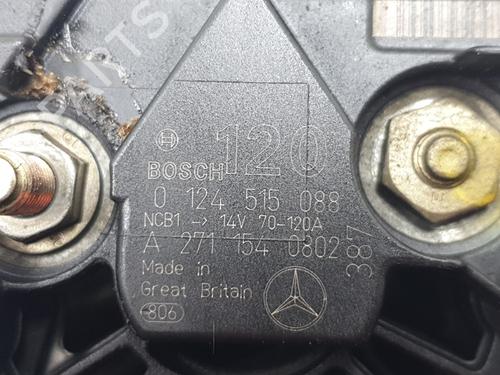 120
BOSCH
0 124 515 088
NCB1 -> 14V 70-120A
A 271 154 0802
387
Made in
Great Britain
806